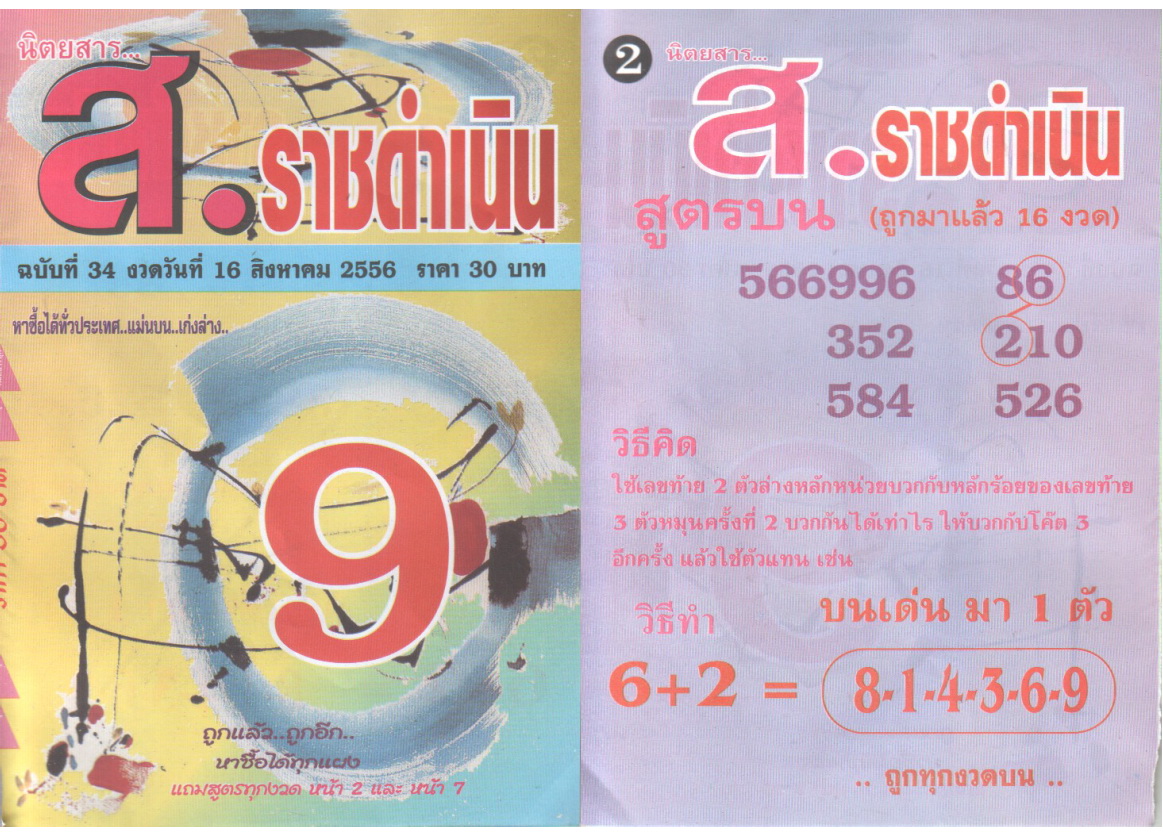 นิตยสาร...
ส.ราชดำเนิน
ฉบับที่ 34 งวดวันที่ 16 สิงหาคม 2556 ราคา 30 บาท
หาซื้อได้ทั่วประเทศ..แม่นบน..เก่งล่าง..
9
ถูกแล้ว..ถูกอีก..
หาซื้อได้ทุกแผง
แถมสูตรทุกงวด หน้า 2 และ หน้า 7
2 นิตยสาร...
ส.ราชดำเนิน
สูตรบน (ถูกมาแล้ว 16 งวด)
566996 86
352 210
584 526
วิธีคิด
ใช้เลขท้าย 2 ตัวล่างหลักหน่วยบวกกับหลักร้อยของเลขท้าย
3 ตัวหมุนครั้งที่ 2 บวกกันได้เท่าไร ให้บวกกับโค๊ต 3
อีกครั้ง แล้วใช้ตัวแทน เช่น
วิธีทำ บนเด่น มา 1 ตัว
6+2 = 8-1-4-3-6-9
.. ถูกทุกงวดบน ..